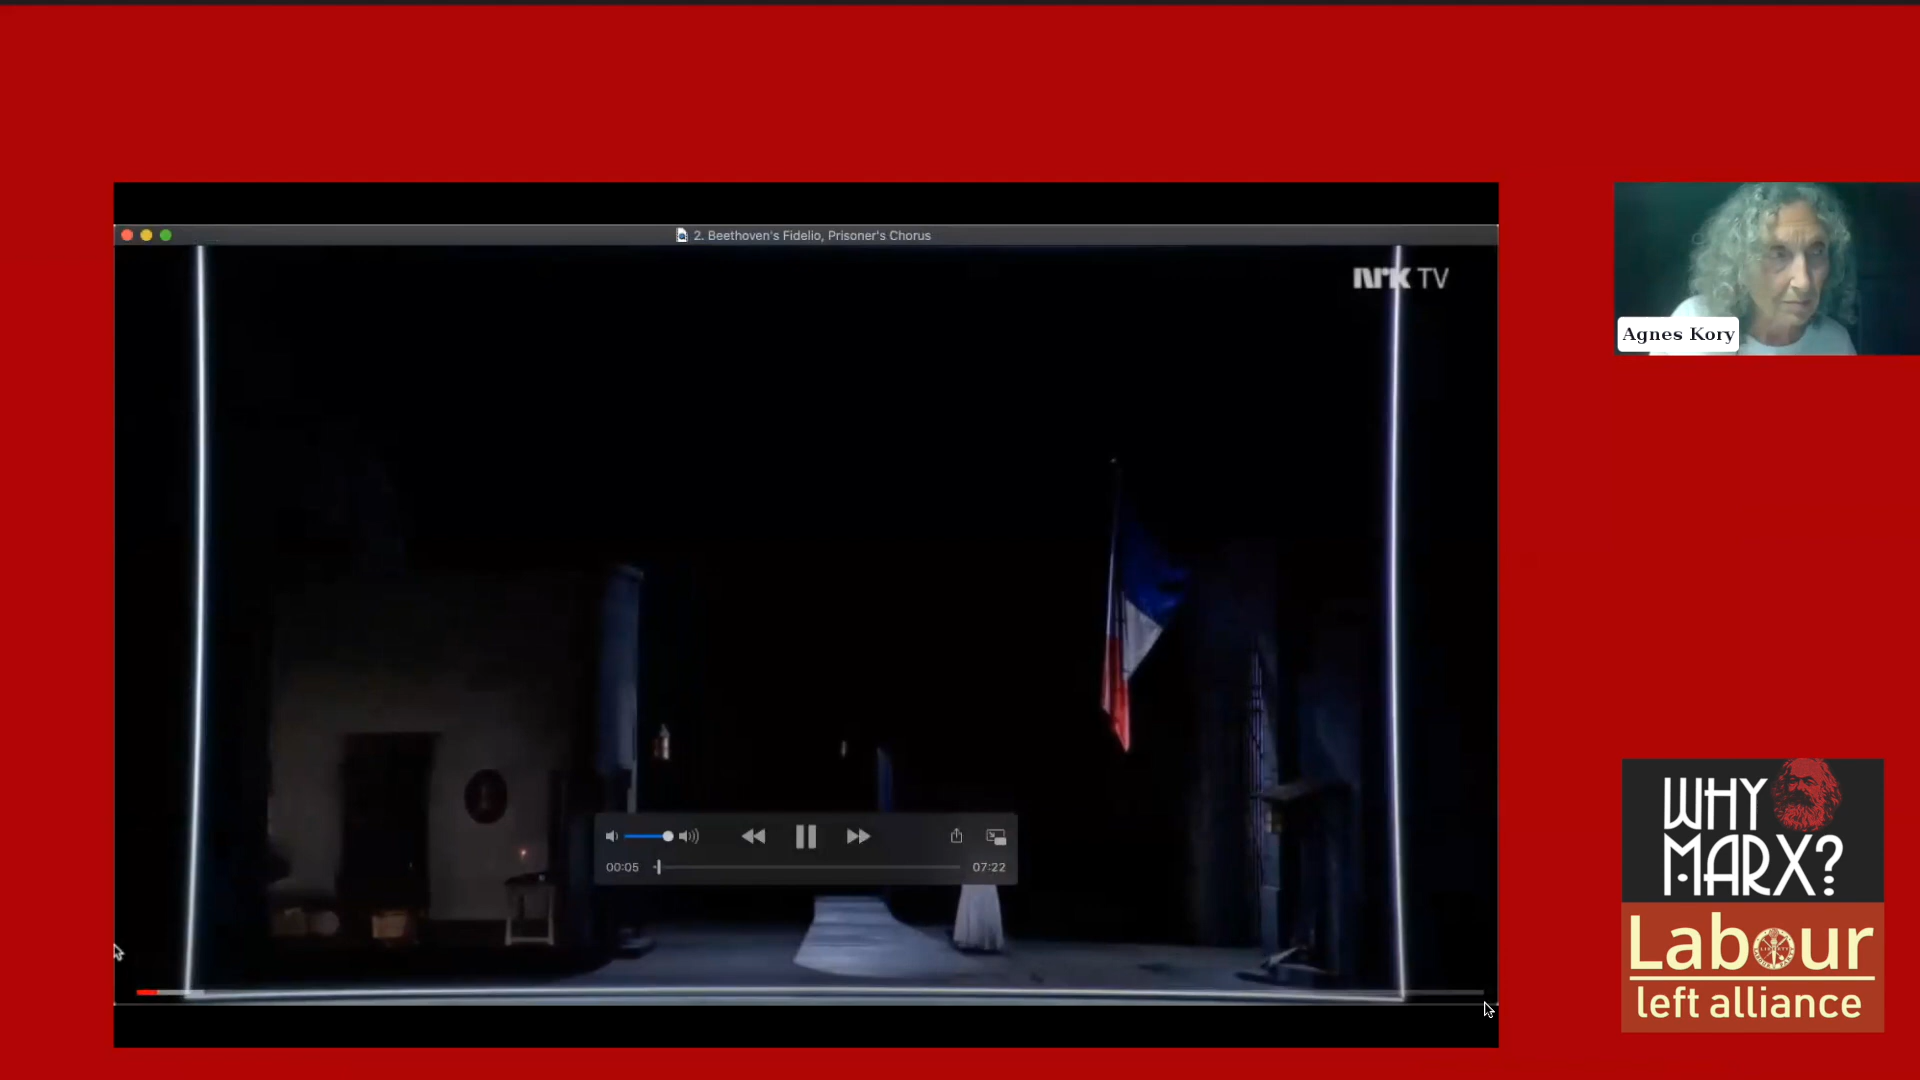 2. Beethoven's Fidelio, Prisoner's Chorus
NrK TV
Agnes Kory
00:05
07:22
WHY
MARX?
Labour
left alliance